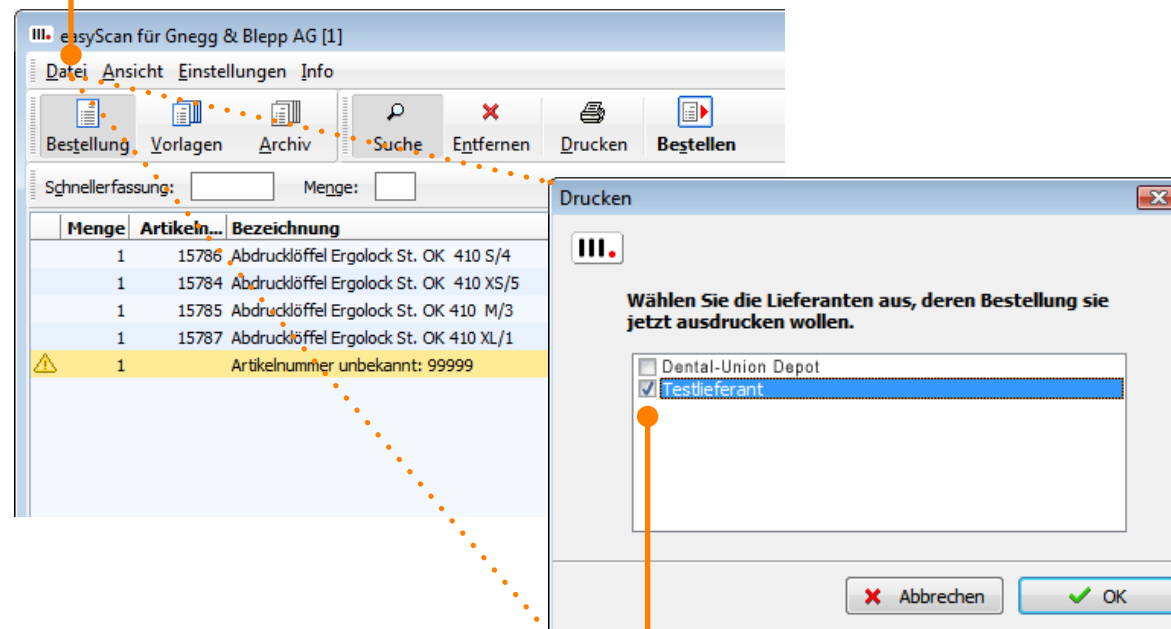 easyScan für Gnegg & Blepp AG [1]
Datei Ansicht Einstellungen Info
Bestellung Vorlagen Archiv Suche Entfernen Drucken Bestellen
Schnellerfassung: Menge:
Menge Artikeln... Bezeichnung
1 15786 Abdrucklöffel Ergolock St. OK 410 S/4
1 15784 Abdrucklöffel Ergolock St. OK 410 XS/5
1 15785 Abdrucklöffel Ergolock St. OK 410 M/3
1 15787 Abdrucklöffel Ergolock St. OK 410 XL/1
1 Artikelnummer unbekannt: 99999
Drucken
Wählen Sie die Lieferanten aus, deren Bestellung sie
jetzt ausdrucken wollen.
Dental-Union Depot
Testlieferant
Abbrechen OK